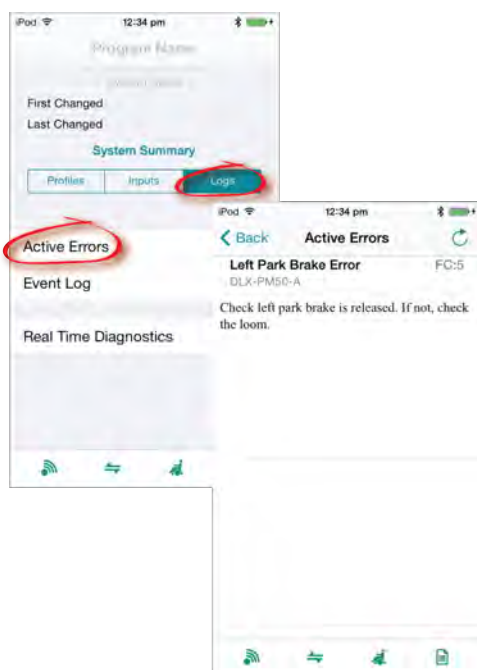 iPod 12:34 pm
Program Name
First Changed
Last Changed
System Summary
Profiles Inputs Logs
Active Errors
Event Log
Real Time Diagnostics
iPod 12:34 pm
Back Active Errors
Left Park Brake Error FC:5
DLX-PM50-A
Check left park brake is released. If not, check
the loom.